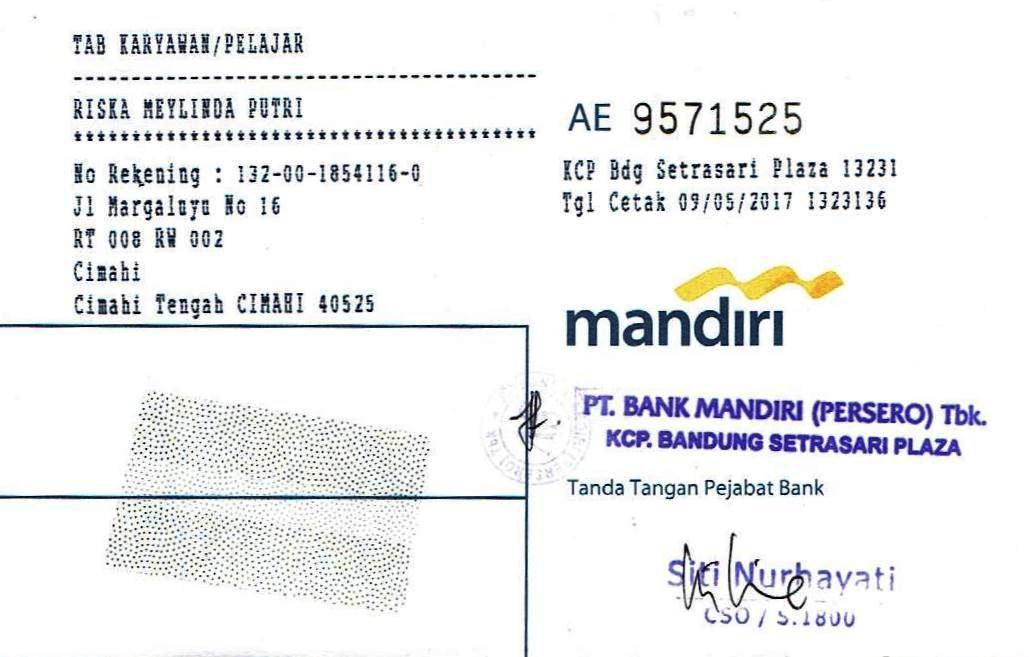 TAB KARYAWAN/PELAJAR
RISKA MEYLINDA PUTRI
No Rekening : 132-00-1854116-0
Jl Margaluyu No 16
RT 008 RW 002
Cimahi
Cimahi Tengah CIMAHI 40525
AE 9571525
KCP Bdg Setrasari Plaza 13231
Tgl Cetak 09/05/2017 1323136
mandiri
PT. BANK MANDIRI (PERSERO) Tbk.
KCP. BANDUNG SETRASARI PLAZA
Tanda Tangan Pejabat Bank
Siti Nurhayati
CSO / S.1800